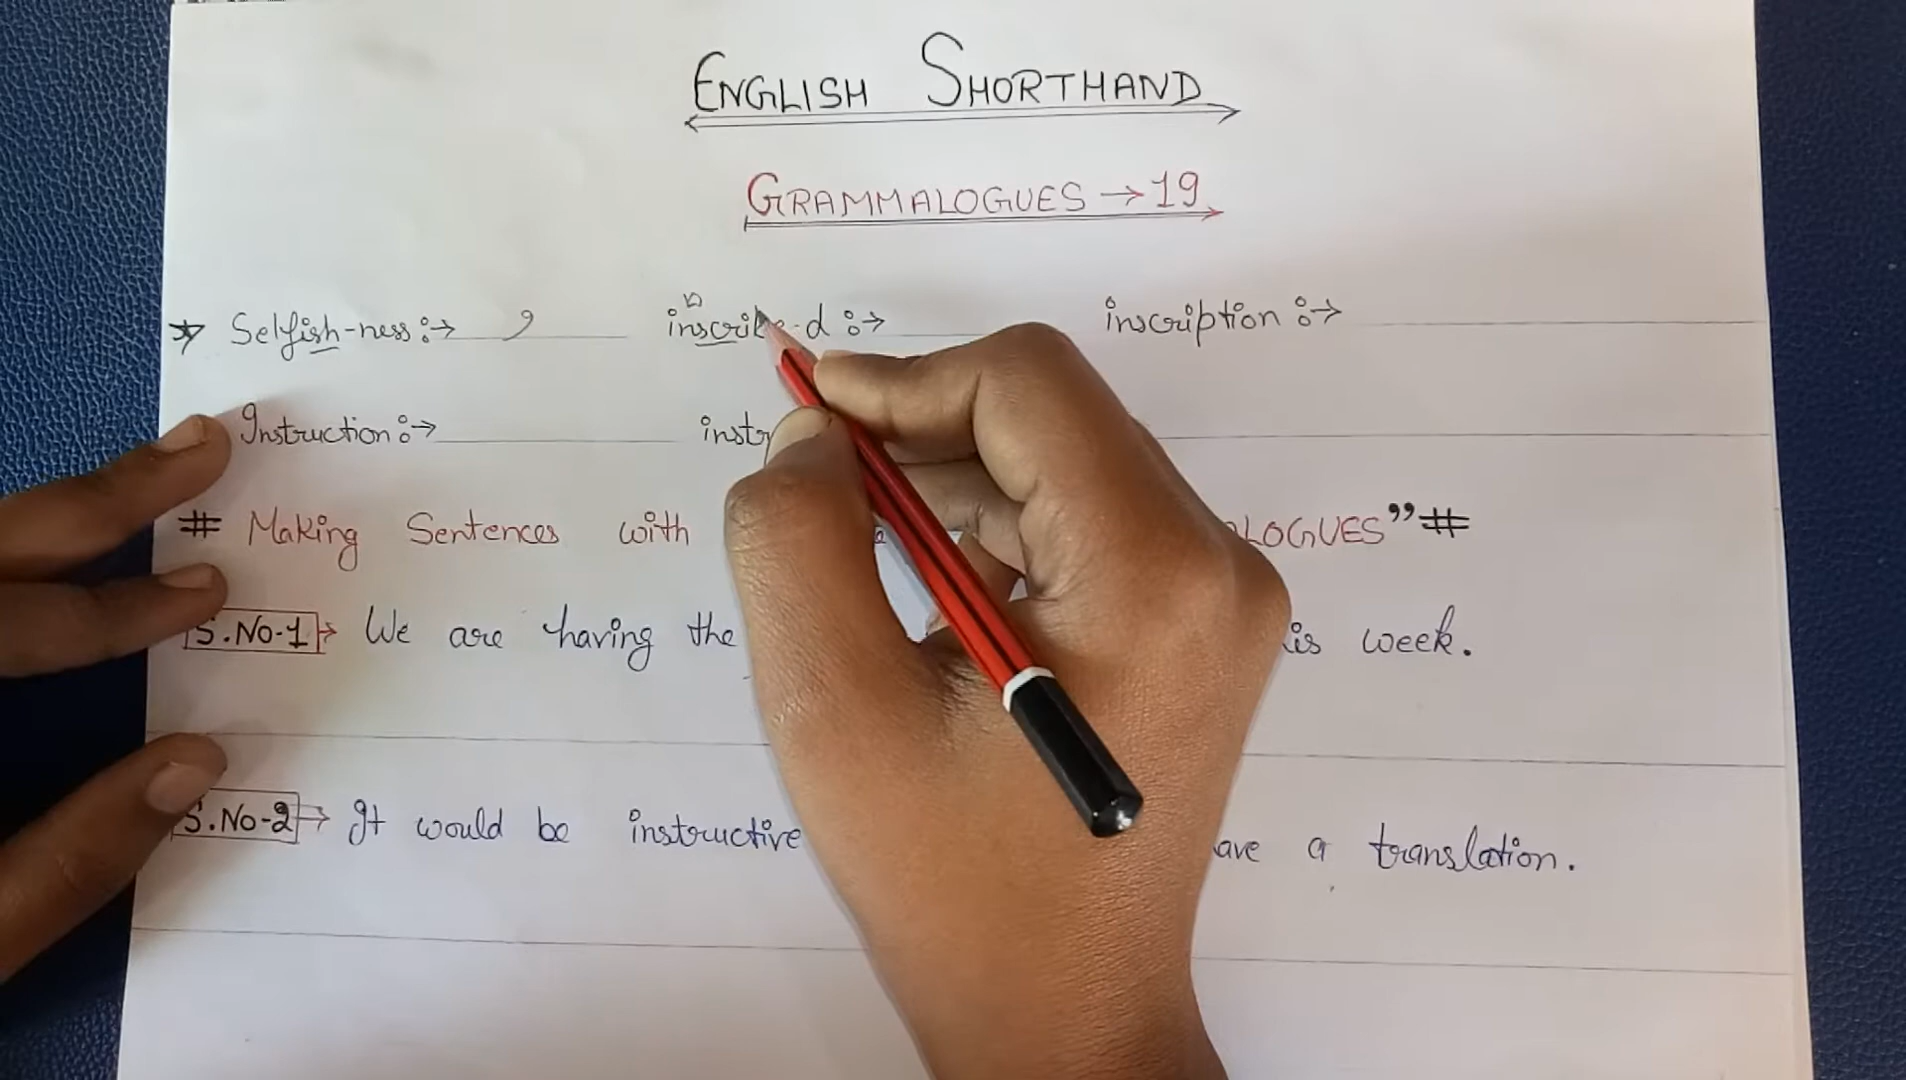 ENGLISH SHORTHAND
GRAMMALOGUES → 19
★ Selfish-ness :→ inscribe-d :→ inscription :→
Instruction :→
# Making Sentences with LOGUES” #
S.No-1 → We are having the week.
S.No-2 → It would be instructive a translation.